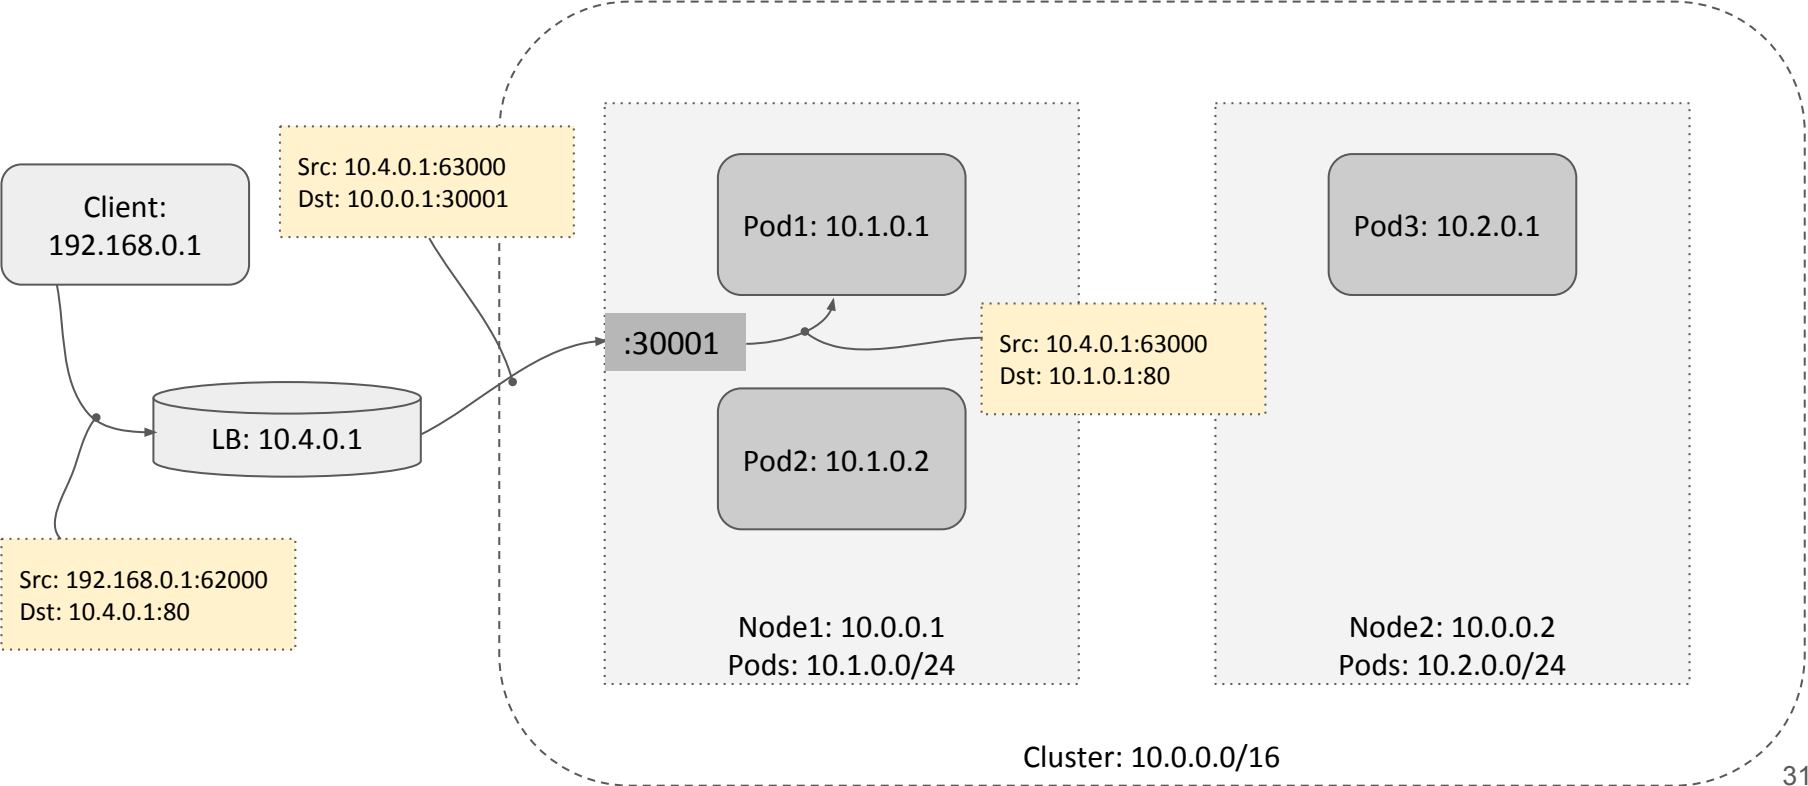 Src: 10.4.0.1:63000
Dst: 10.0.0.1:30001
Client:
192.168.0.1
Pod1: 10.1.0.1
Pod3: 10.2.0.1
:30001
Src: 10.4.0.1:63000
Dst: 10.1.0.1:80
LB: 10.4.0.1
Pod2: 10.1.0.2
Src: 192.168.0.1:62000
Dst: 10.4.0.1:80
Node1: 10.0.0.1
Pods: 10.1.0.0/24
Node2: 10.0.0.2
Pods: 10.2.0.0/24
Cluster: 10.0.0.0/16
31